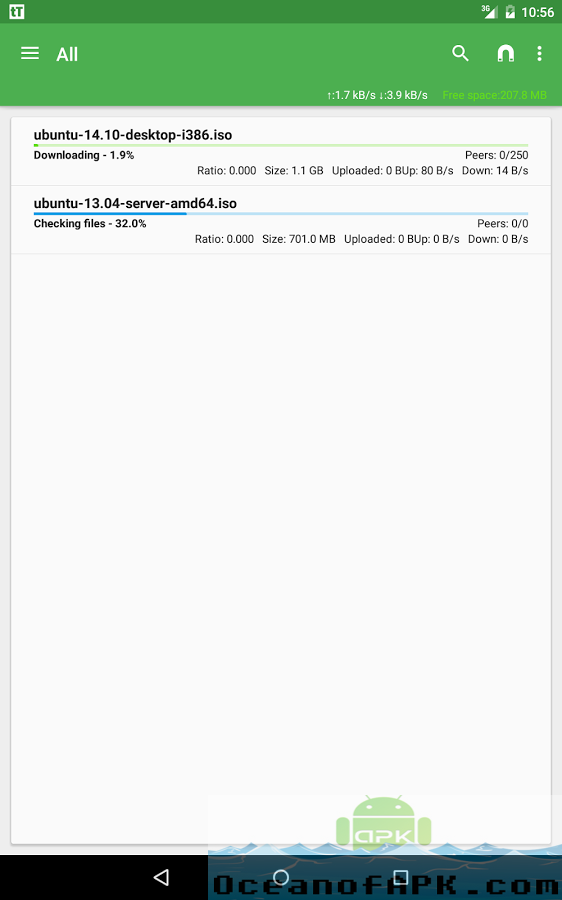 tT 3G 10:56
All
↑:1.7 kB/s ↓:3.9 kB/s Free space:207.8 MB
ubuntu-14.10-desktop-i386.iso
Downloading - 1.9% Peers: 0/250
Ratio: 0.000 Size: 1.1 GB Uploaded: 0 BUp: 80 B/s Down: 14 B/s
ubuntu-13.04-server-amd64.iso
Checking files - 32.0% Peers: 0/0
Ratio: 0.000 Size: 701.0 MB Uploaded: 0 BUp: 0 B/s Down: 0 B/s
APK
OceanofAPK.com